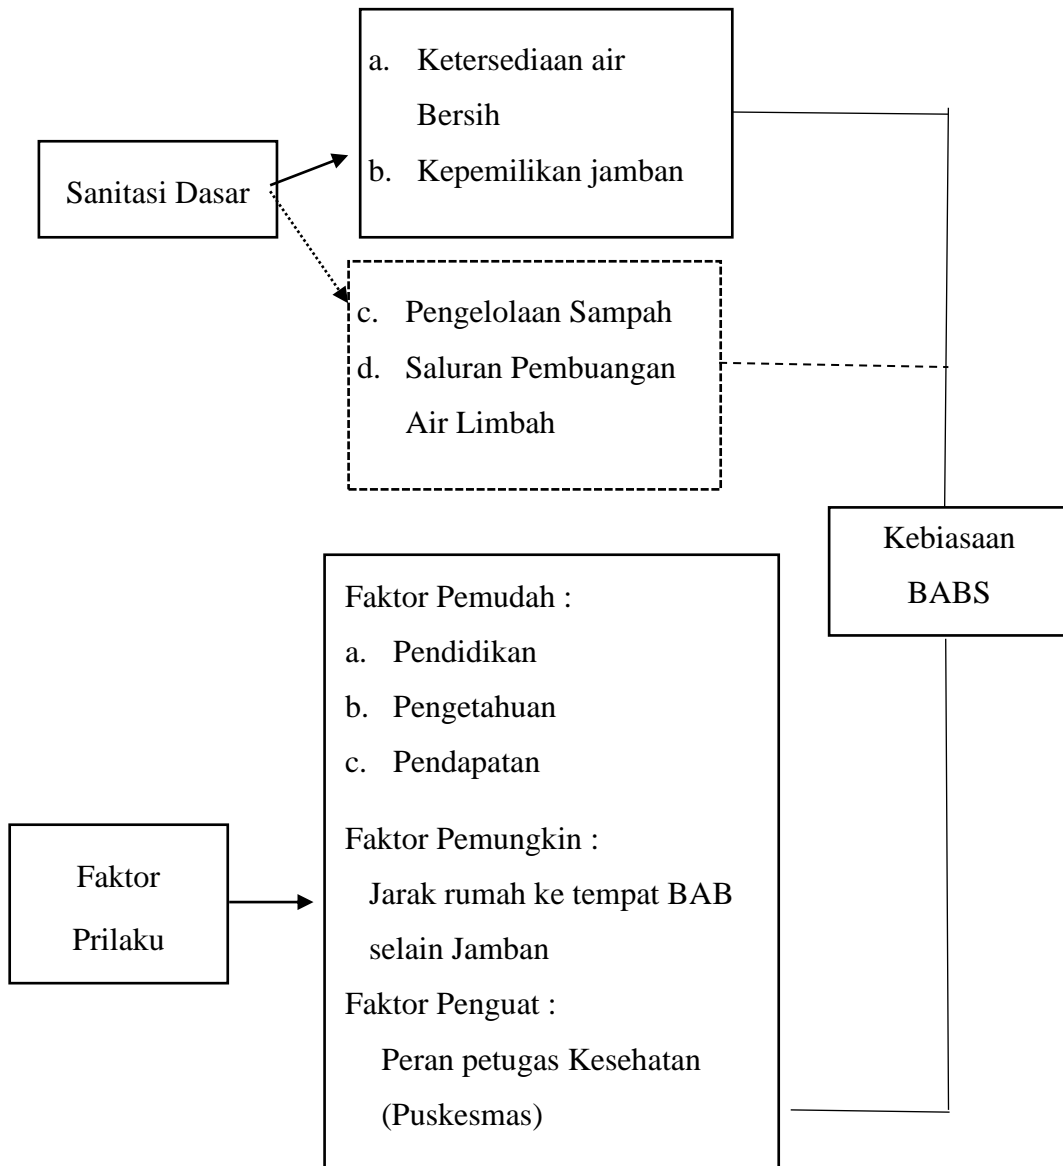 a. Ketersediaan air
Bersih
b. Kepemilikan jamban
Sanitasi Dasar
c. Pengelolaan Sampah
d. Saluran Pembuangan
Air Limbah
Kebiasaan
BABS
Faktor Pemudah :
a. Pendidikan
b. Pengetahuan
c. Pendapatan
Faktor Pemungkin :
Jarak rumah ke tempat BAB
selain Jamban
Faktor Penguat :
Peran petugas Kesehatan
(Puskesmas)
Faktor
Prilaku